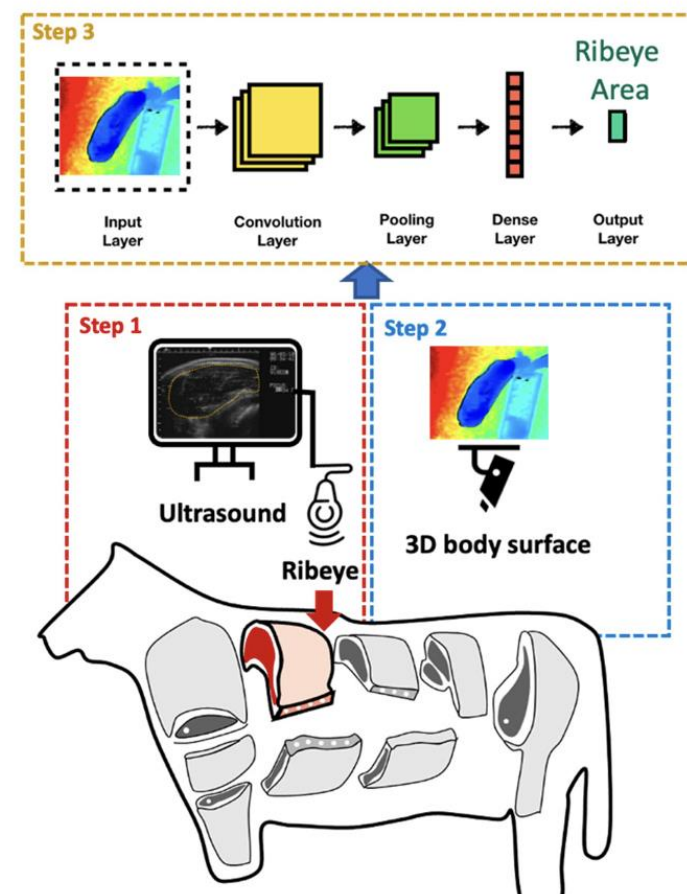 Step 3
Ribeye
Area
Input
Layer
Convolution
Layer
Pooling
Layer
Dense
Layer
Output
Layer
Step 1
Step 2
Ultrasound
Ribeye
3D body surface